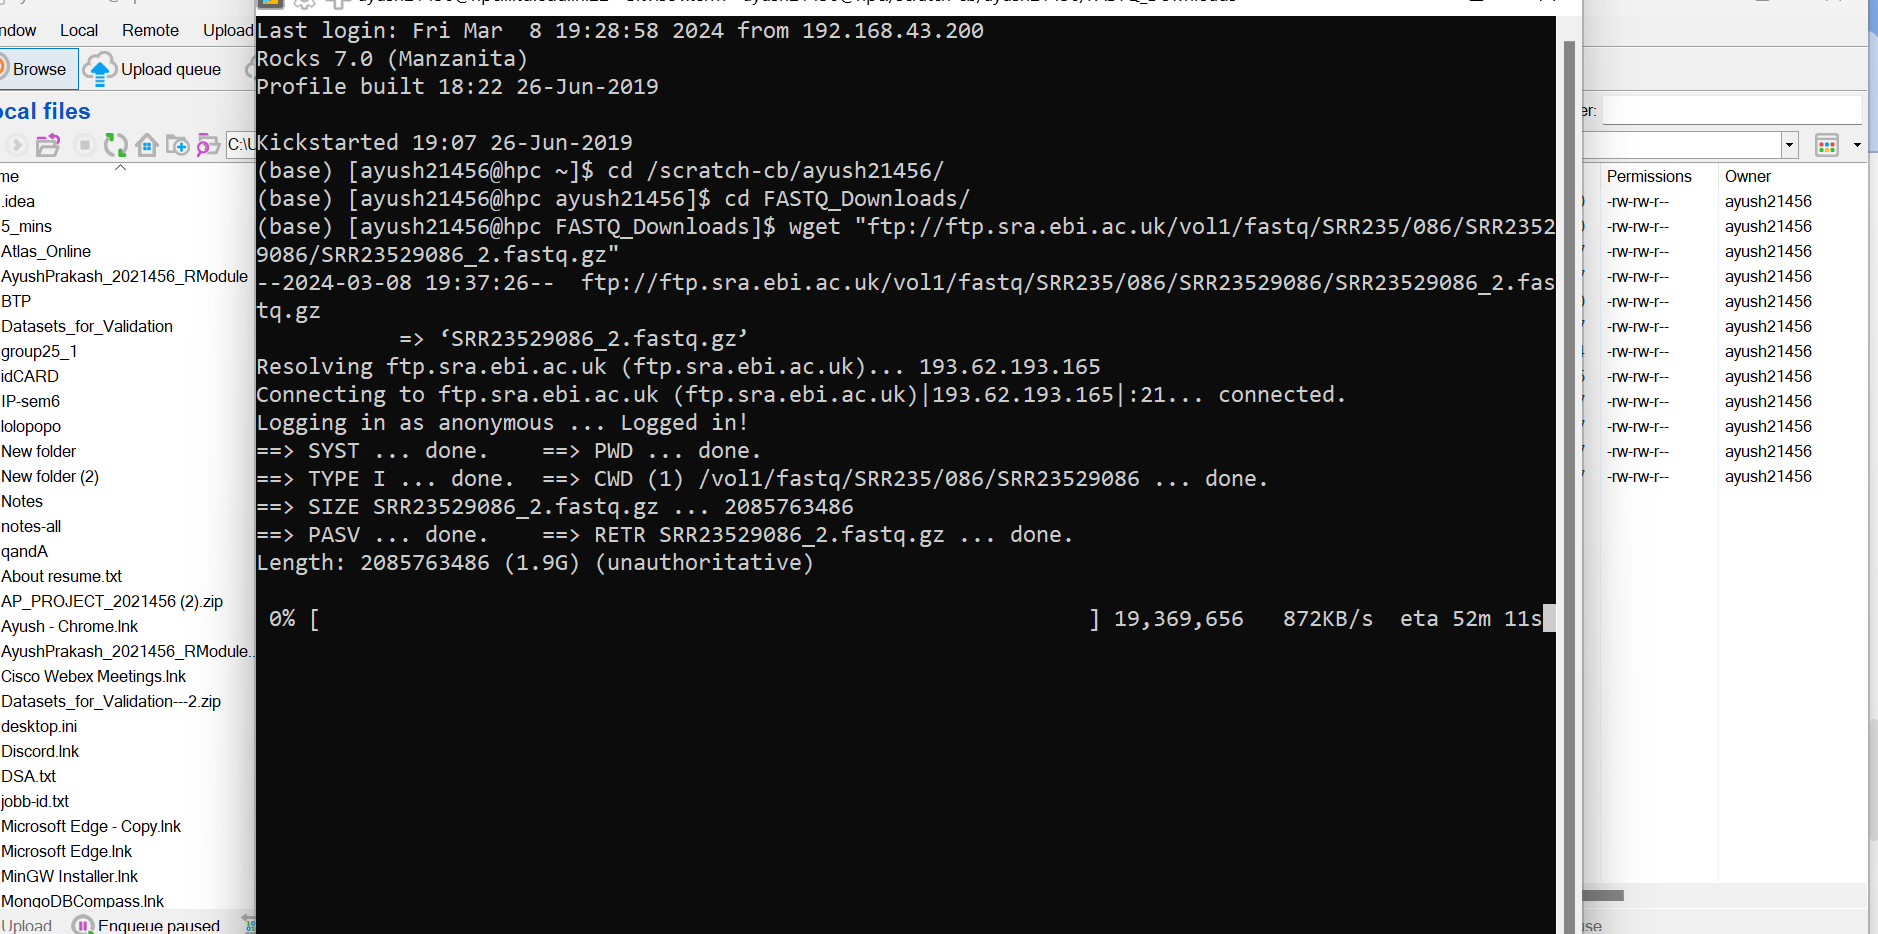 ndow Local Remote Upload
Browse Upload queue
ocal files
C:\U
me
.idea
5_mins
Atlas_Online
AyushPrakash_2021456_RModule
BTP
Datasets_for_Validation
group25_1
idCARD
IP-sem6
lolopopo
New folder
New folder (2)
Notes
notes-all
qandA
About resume.txt
AP_PROJECT_2021456 (2).zip
Ayush - Chrome.lnk
AyushPrakash_2021456_RModule..
Cisco Webex Meetings.lnk
Datasets_for_Validation---2.zip
desktop.ini
Discord.lnk
DSA.txt
jobb-id.txt
Microsoft Edge - Copy.lnk
Microsoft Edge.lnk
MinGW Installer.lnk
MongoDBCompass.lnk
Upload Enqueue paused
Last login: Fri Mar  8 19:28:58 2024 from 192.168.43.200
Rocks 7.0 (Manzanita)
Profile built 18:22 26-Jun-2019
Kickstarted 19:07 26-Jun-2019
(base) [ayush21456@hpc ~]$ cd /scratch-cb/ayush21456/
(base) [ayush21456@hpc ayush21456]$ cd FASTQ_Downloads/
(base) [ayush21456@hpc FASTQ_Downloads]$ wget "ftp://ftp.sra.ebi.ac.uk/vol1/fastq/SRR235/086/SRR2352
9086/SRR23529086_2.fastq.gz"
--2024-03-08 19:37:26--  ftp://ftp.sra.ebi.ac.uk/vol1/fastq/SRR235/086/SRR23529086/SRR23529086_2.fas
tq.gz
=> ‘SRR23529086_2.fastq.gz’
Resolving ftp.sra.ebi.ac.uk (ftp.sra.ebi.ac.uk)... 193.62.193.165
Connecting to ftp.sra.ebi.ac.uk (ftp.sra.ebi.ac.uk)|193.62.193.165|:21... connected.
Logging in as anonymous ... Logged in!
==> SYST ... done.    ==> PWD ... done.
==> TYPE I ... done.  ==> CWD (1) /vol1/fastq/SRR235/086/SRR23529086 ... done.
==> SIZE SRR23529086_2.fastq.gz ... 2085763486
==> PASV ... done.    ==> RETR SRR23529086_2.fastq.gz ... done.
Length: 2085763486 (1.9G) (unauthoritative)
0% [ ] 19,369,656   872KB/s  eta 52m 11s
er:
Permissions Owner
-rw-rw-r-- ayush21456
-rw-rw-r-- ayush21456
-rw-rw-r-- ayush21456
-rw-rw-r-- ayush21456
-rw-rw-r-- ayush21456
-rw-rw-r-- ayush21456
-rw-rw-r-- ayush21456
-rw-rw-r-- ayush21456
-rw-rw-r-- ayush21456
-rw-rw-r-- ayush21456
-rw-rw-r-- ayush21456
-rw-rw-r-- ayush21456